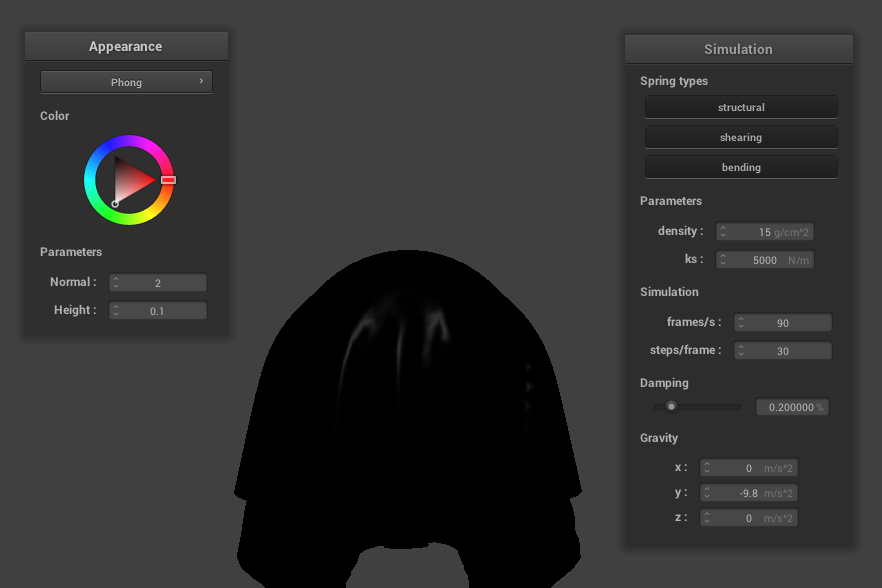 Appearance
Phong
Color
Parameters
Normal : 2
Height : 0.1
Simulation
Spring types
structural
shearing
bending
Parameters
density : 15 g/cm^2
ks : 5000 N/m
Simulation
frames/s : 90
steps/frame : 30
Damping
0.200000 %
Gravity
x : 0 m/s^2
y : -9.8 m/s^2
z : 0 m/s^2